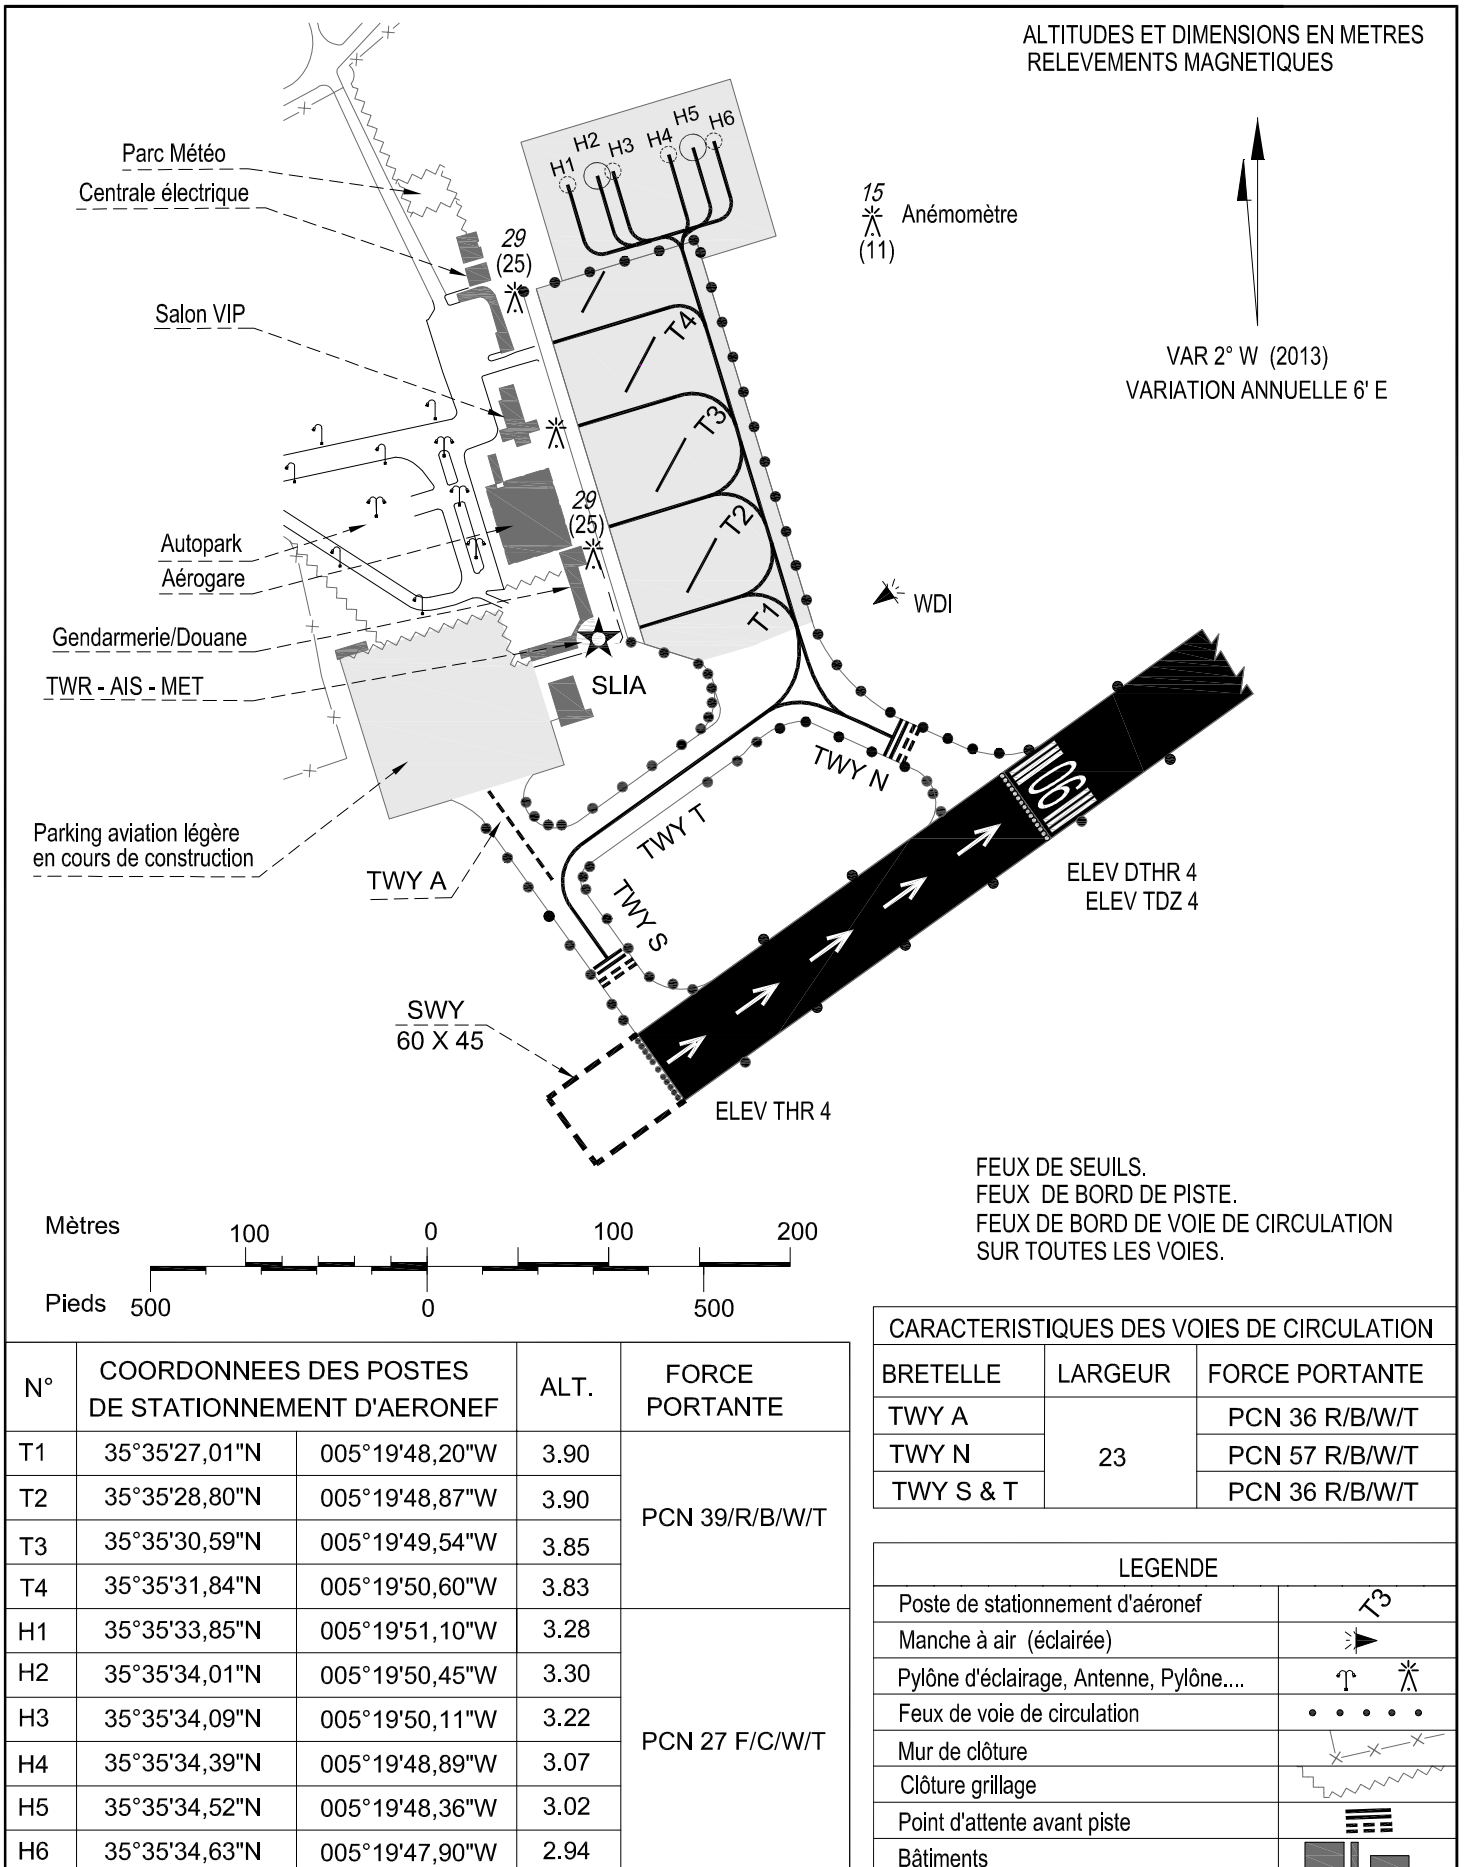 ALTITUDES ET DIMENSIONS EN METRES
RELEVEMENTS MAGNETIQUES
H1
H2
H3
H4
H5
H6
Parc Météo
Centrale électrique
29
(25)
15
(11)
Anémomètre
Salon VIP
T4
VAR 2° W (2013)
VARIATION ANNUELLE 6' E
T3
29
(25)
T2
Autopark
Aérogare
WDI
T1
Gendarmerie/Douane
TWR - AIS - MET
SLIA
TWY N
06
TWY T
Parking aviation légère
en cours de construction
TWY A
TWY S
ELEV DTHR 4
ELEV TDZ 4
SWY
60 X 45
ELEV THR 4
FEUX DE SEUILS.
FEUX DE BORD DE PISTE.
FEUX DE BORD DE VOIE DE CIRCULATION
SUR TOUTES LES VOIES.
Mètres 100 0 100 200
Pieds 500 0 500
N° COORDONNEES DES POSTES DE STATIONNEMENT D'AERONEF ALT. FORCE PORTANTE
T1 35°35'27,01"N 005°19'48,20"W 3.90
T2 35°35'28,80"N 005°19'48,87"W 3.90
PCN 39/R/B/W/T
T3 35°35'30,59"N 005°19'49,54"W 3.85
T4 35°35'31,84"N 005°19'50,60"W 3.83
H1 35°35'33,85"N 005°19'51,10"W 3.28
H2 35°35'34,01"N 005°19'50,45"W 3.30
H3 35°35'34,09"N 005°19'50,11"W 3.22
PCN 27 F/C/W/T
H4 35°35'34,39"N 005°19'48,89"W 3.07
H5 35°35'34,52"N 005°19'48,36"W 3.02
H6 35°35'34,63"N 005°19'47,90"W 2.94
CARACTERISTIQUES DES VOIES DE CIRCULATION
BRETELLE LARGEUR FORCE PORTANTE
TWY A PCN 36 R/B/W/T
TWY N 23 PCN 57 R/B/W/T
TWY S & T PCN 36 R/B/W/T
LEGENDE
Poste de stationnement d'aéronef T3
Manche à air (éclairée)
Pylône d'éclairage, Antenne, Pylône....
Feux de voie de circulation
Mur de clôture
Clôture grillage
Point d'attente avant piste
Bâtiments